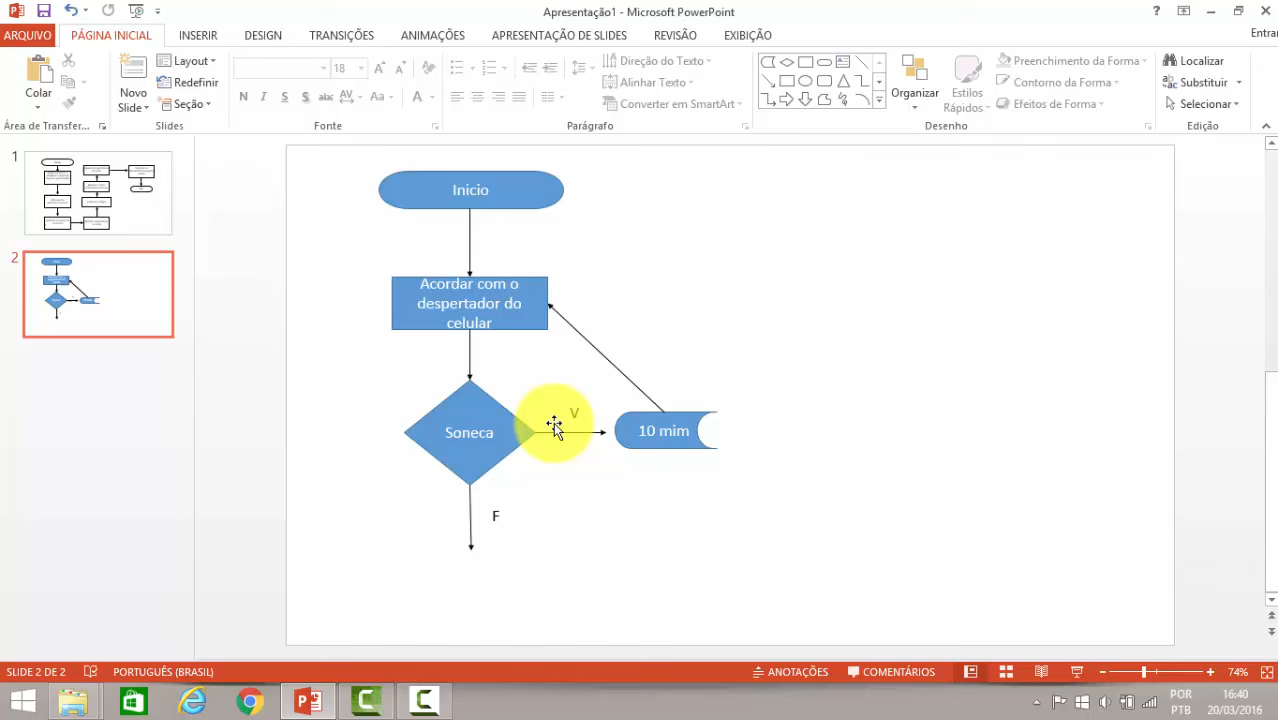 Apresentação1 - Microsoft PowerPoint
?
ARQUIVO
PÁGINA INICIAL
INSERIR
DESIGN
TRANSIÇÕES
ANIMAÇÕES
APRESENTAÇÃO DE SLIDES
REVISÃO
EXIBIÇÃO
Entrar
Colar
Novo
Slide
Layout
Redefinir
Seção
18
N I S S abc AV Aa A
Direção do Texto
Alinhar Texto
Converter em SmartArt
Organizar
Estilos
Rápidos
Preenchimento da Forma
Contorno da Forma
Efeitos de Forma
Localizar
Substituir
Selecionar
Área de Transfer...
Slides
Fonte
Parágrafo
Desenho
Edição
1
2
Inicio
Acordar com o
despertador do
celular
Soneca
V
10 mim
F
SLIDE 2 DE 2
PORTUGUÊS (BRASIL)
ANOTAÇÕES
COMENTÁRIOS
74%
POR
PTB
16:40
20/03/2016